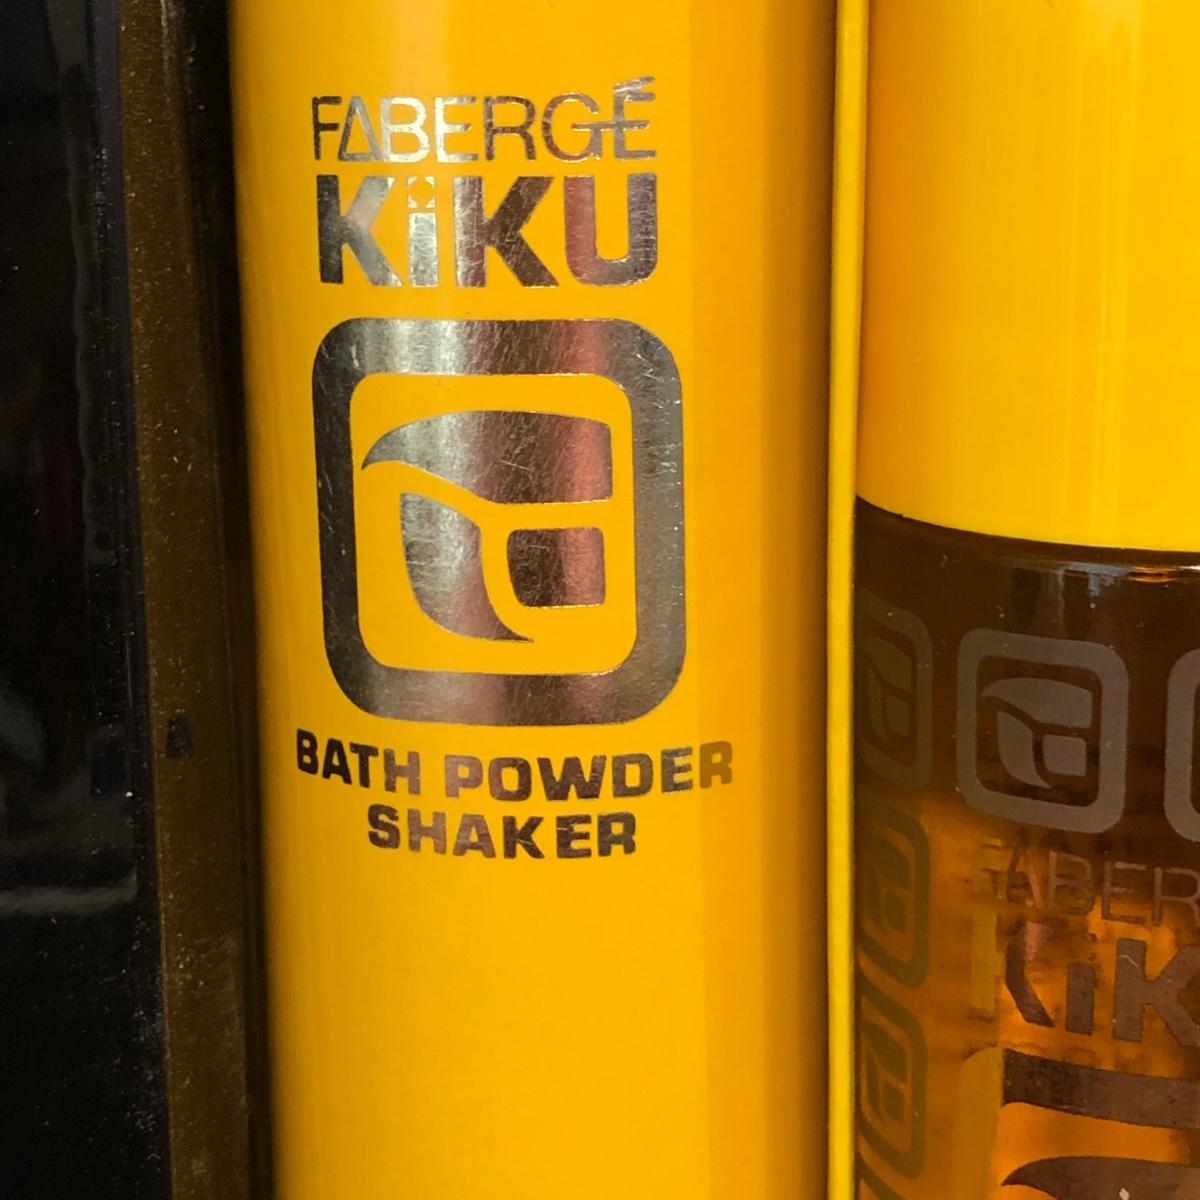 FABERGÉ
KiKU
BATH POWDER
SHAKER
FABER
KiK